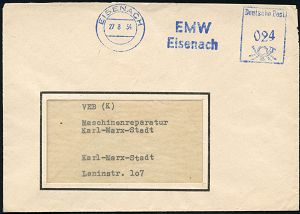 EISENACH
27.8.54
EMW
Eisenach
Deutsche Post
024
VEB (K)
Maschinenreparatur
Karl-Marx-Stadt
Karl-Marx-Stadt
Leninstr. 107